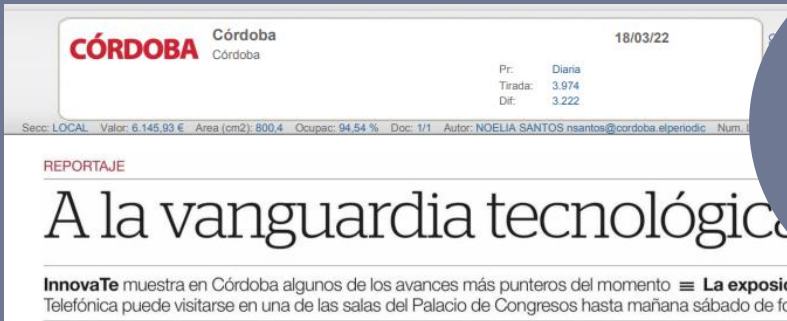 CÓRDOBA
Córdoba
Córdoba
18/03/22
Pr: Diaria
Tirada: 3.974
Dif: 3.222
Secc: LOCAL Valor: 6.145,93 € Area (cm2): 800,4 Ocupac: 94,54 % Doc: 1/1 Autor: NOELIA SANTOS nsantos@cordoba.elperiodic Num.
REPORTAJE
A la vanguardia tecnológica
InnovaTe muestra en Córdoba algunos de los avances más punteros del momento ≡ La
Telefónica puede visitarse en una de las salas del Palacio de Congresos hasta mañana sábado de